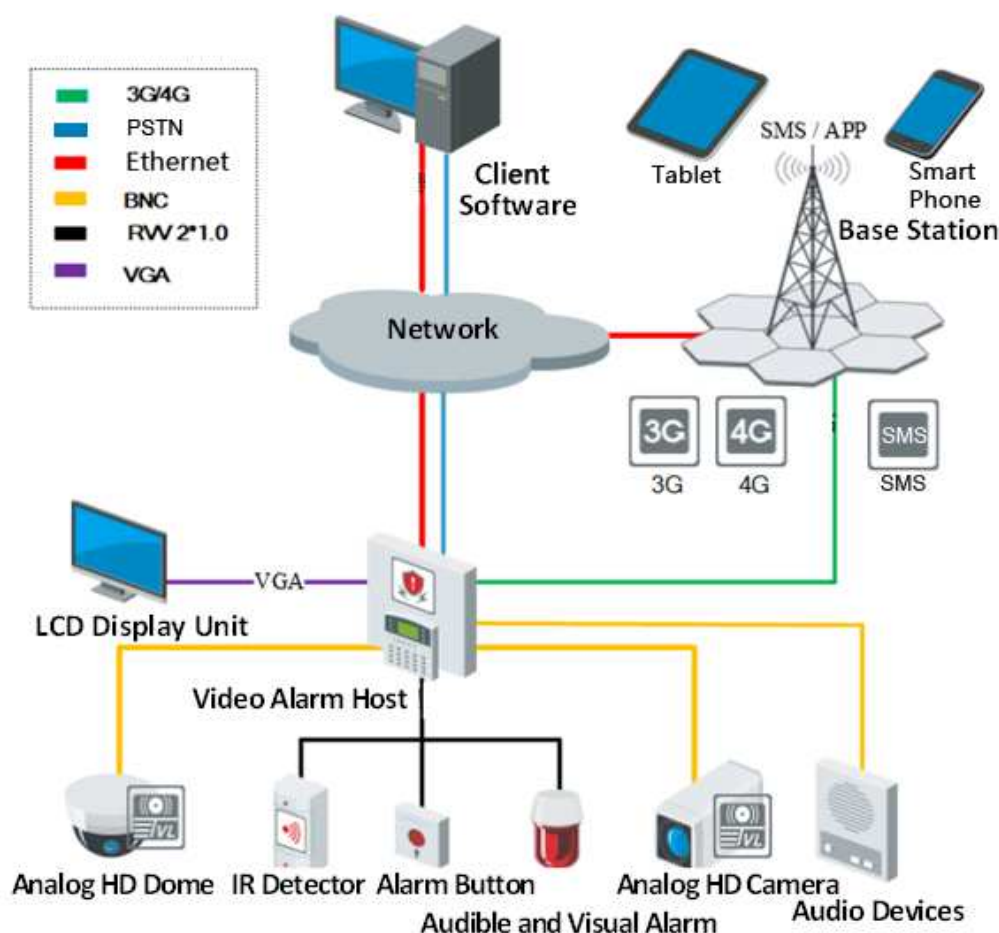 3G/4G
PSTN
Ethernet
BNC
RVV 2*1.0
VGA
Client
Software
SMS / APP
Tablet
Smart
Phone
Base Station
Network
3G
4G
SMS
3G
4G
SMS
VGA
LCD Display Unit
Video Alarm Host
TVL
TVL
Analog HD Dome
IR Detector
Alarm Button
Analog HD Camera
Audible and Visual Alarm
Audio Devices